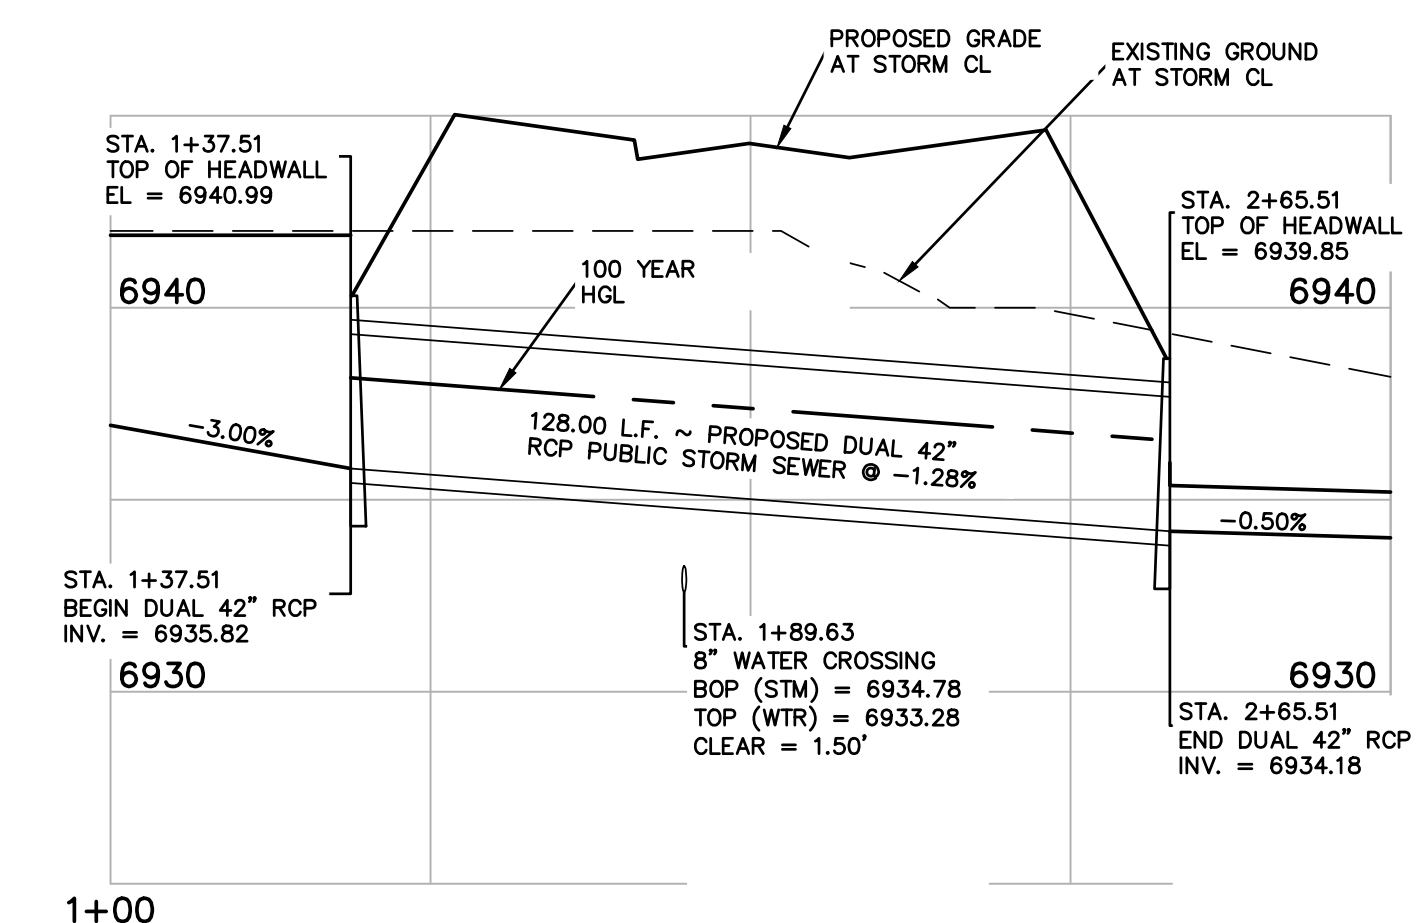 PROPOSED GRADE
AT STORM CL
EXISTING GROUND
AT STORM CL
STA. 1+37.51
TOP OF HEADWALL
EL = 6940.99
STA. 2+65.51
TOP OF HEADWALL
EL = 6939.85
100 YEAR
HGL
6940
6940
-3.00%
128.00 L.F. ~ PROPOSED DUAL 42"
RCP PUBLIC STORM SEWER @ -1.28%
-0.50%
STA. 1+37.51
BEGIN DUAL 42" RCP
INV. = 6935.82
STA. 1+89.63
8" WATER CROSSING
BOP (STM) = 6934.78
TOP (WTR) = 6933.28
CLEAR = 1.50'
6930
6930
STA. 2+65.51
END DUAL 42" RCP
INV. = 6934.18
1+00